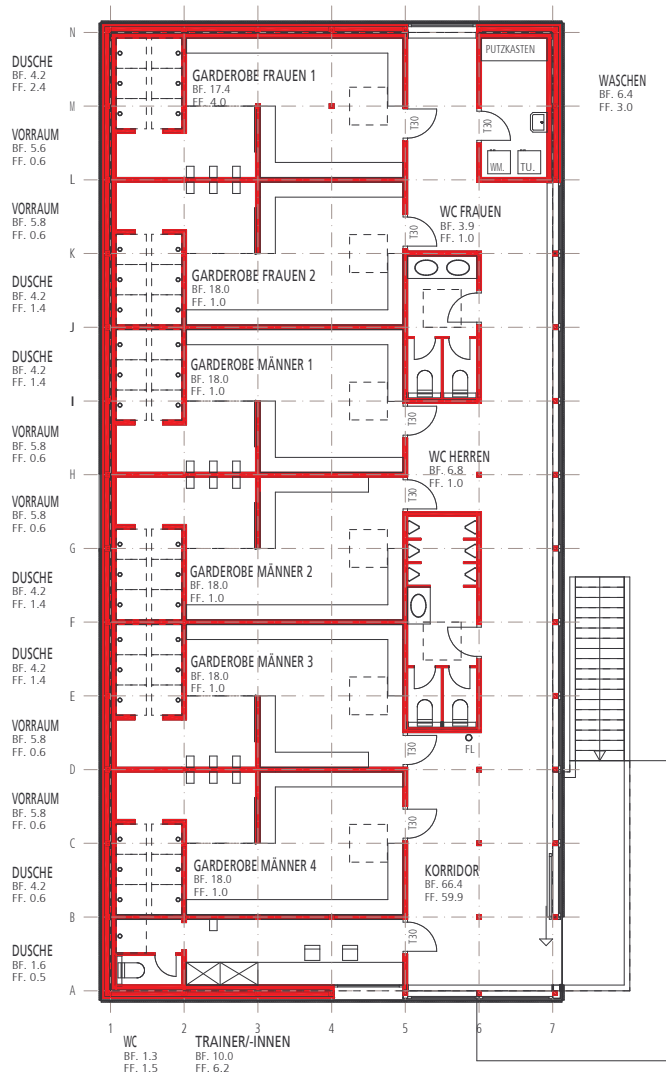 N
DUSCHE
BF. 4.2
FF. 2.4
GARDEROBE FRAUEN 1
BF. 17.4
FF. 4.0
PUTZKASTEN
WASCHEN
BF. 6.4
FF. 3.0
M
T30
T30
VORRAUM
BF. 5.6
FF. 0.6
WM.
TU.
L
VORRAUM
BF. 5.8
FF. 0.6
WC FRAUEN
BF. 3.9
FF. 1.0
T30
K
DUSCHE
BF. 4.2
FF. 1.4
GARDEROBE FRAUEN 2
BF. 18.0
FF. 1.0
J
DUSCHE
BF. 4.2
FF. 1.4
GARDEROBE MÄNNER 1
BF. 18.0
FF. 1.0
I
T30
VORRAUM
BF. 5.8
FF. 0.6
WC HERREN
BF. 6.8
FF. 1.0
H
T30
VORRAUM
BF. 5.8
FF. 0.6
G
DUSCHE
BF. 4.2
FF. 1.4
GARDEROBE MÄNNER 2
BF. 18.0
FF. 1.0
F
DUSCHE
BF. 4.2
FF. 1.4
GARDEROBE MÄNNER 3
BF. 18.0
FF. 1.0
E
VORRAUM
BF. 5.8
FF. 0.6
T30
FL
D
VORRAUM
BF. 5.8
FF. 0.6
T30
C
DUSCHE
BF. 4.2
FF. 0.6
GARDEROBE MÄNNER 4
BF. 18.0
FF. 1.0
KORRIDOR
BF. 66.4
FF. 59.9
B
T30
DUSCHE
BF. 1.6
FF. 0.5
A
1 2 3 4 5 6 7
WC
BF. 1.3
FF. 1.5
TRAINER/-INNEN
BF. 10.0
FF. 6.2